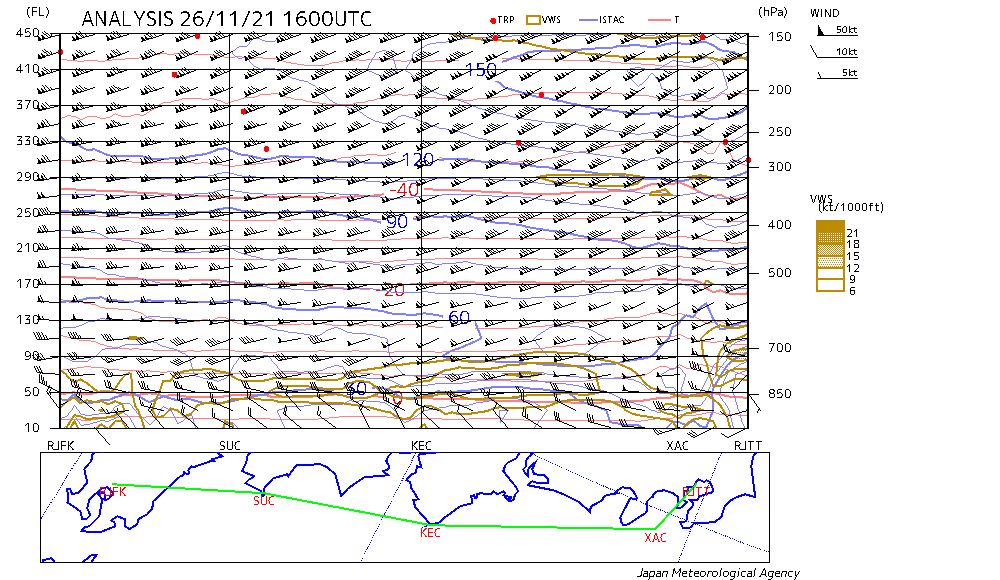 (FL) ANALYSIS 26/11/21 1600UTC TRP VWS ISTAC T (hPa) WIND
450 150 50kt
10kt
410 150 5kt
370 200
330 250
120 300
290 -40 VWS
(kt/1000ft)
250 90 400
210 21
18
170 -20 500 15
12
130 60 9
6
90 700
50 30 0 850
10
RJFK SUC KEC XAC RJTT
RJFK SUC KEC XAC RJTT
Japan Meteorological Agency